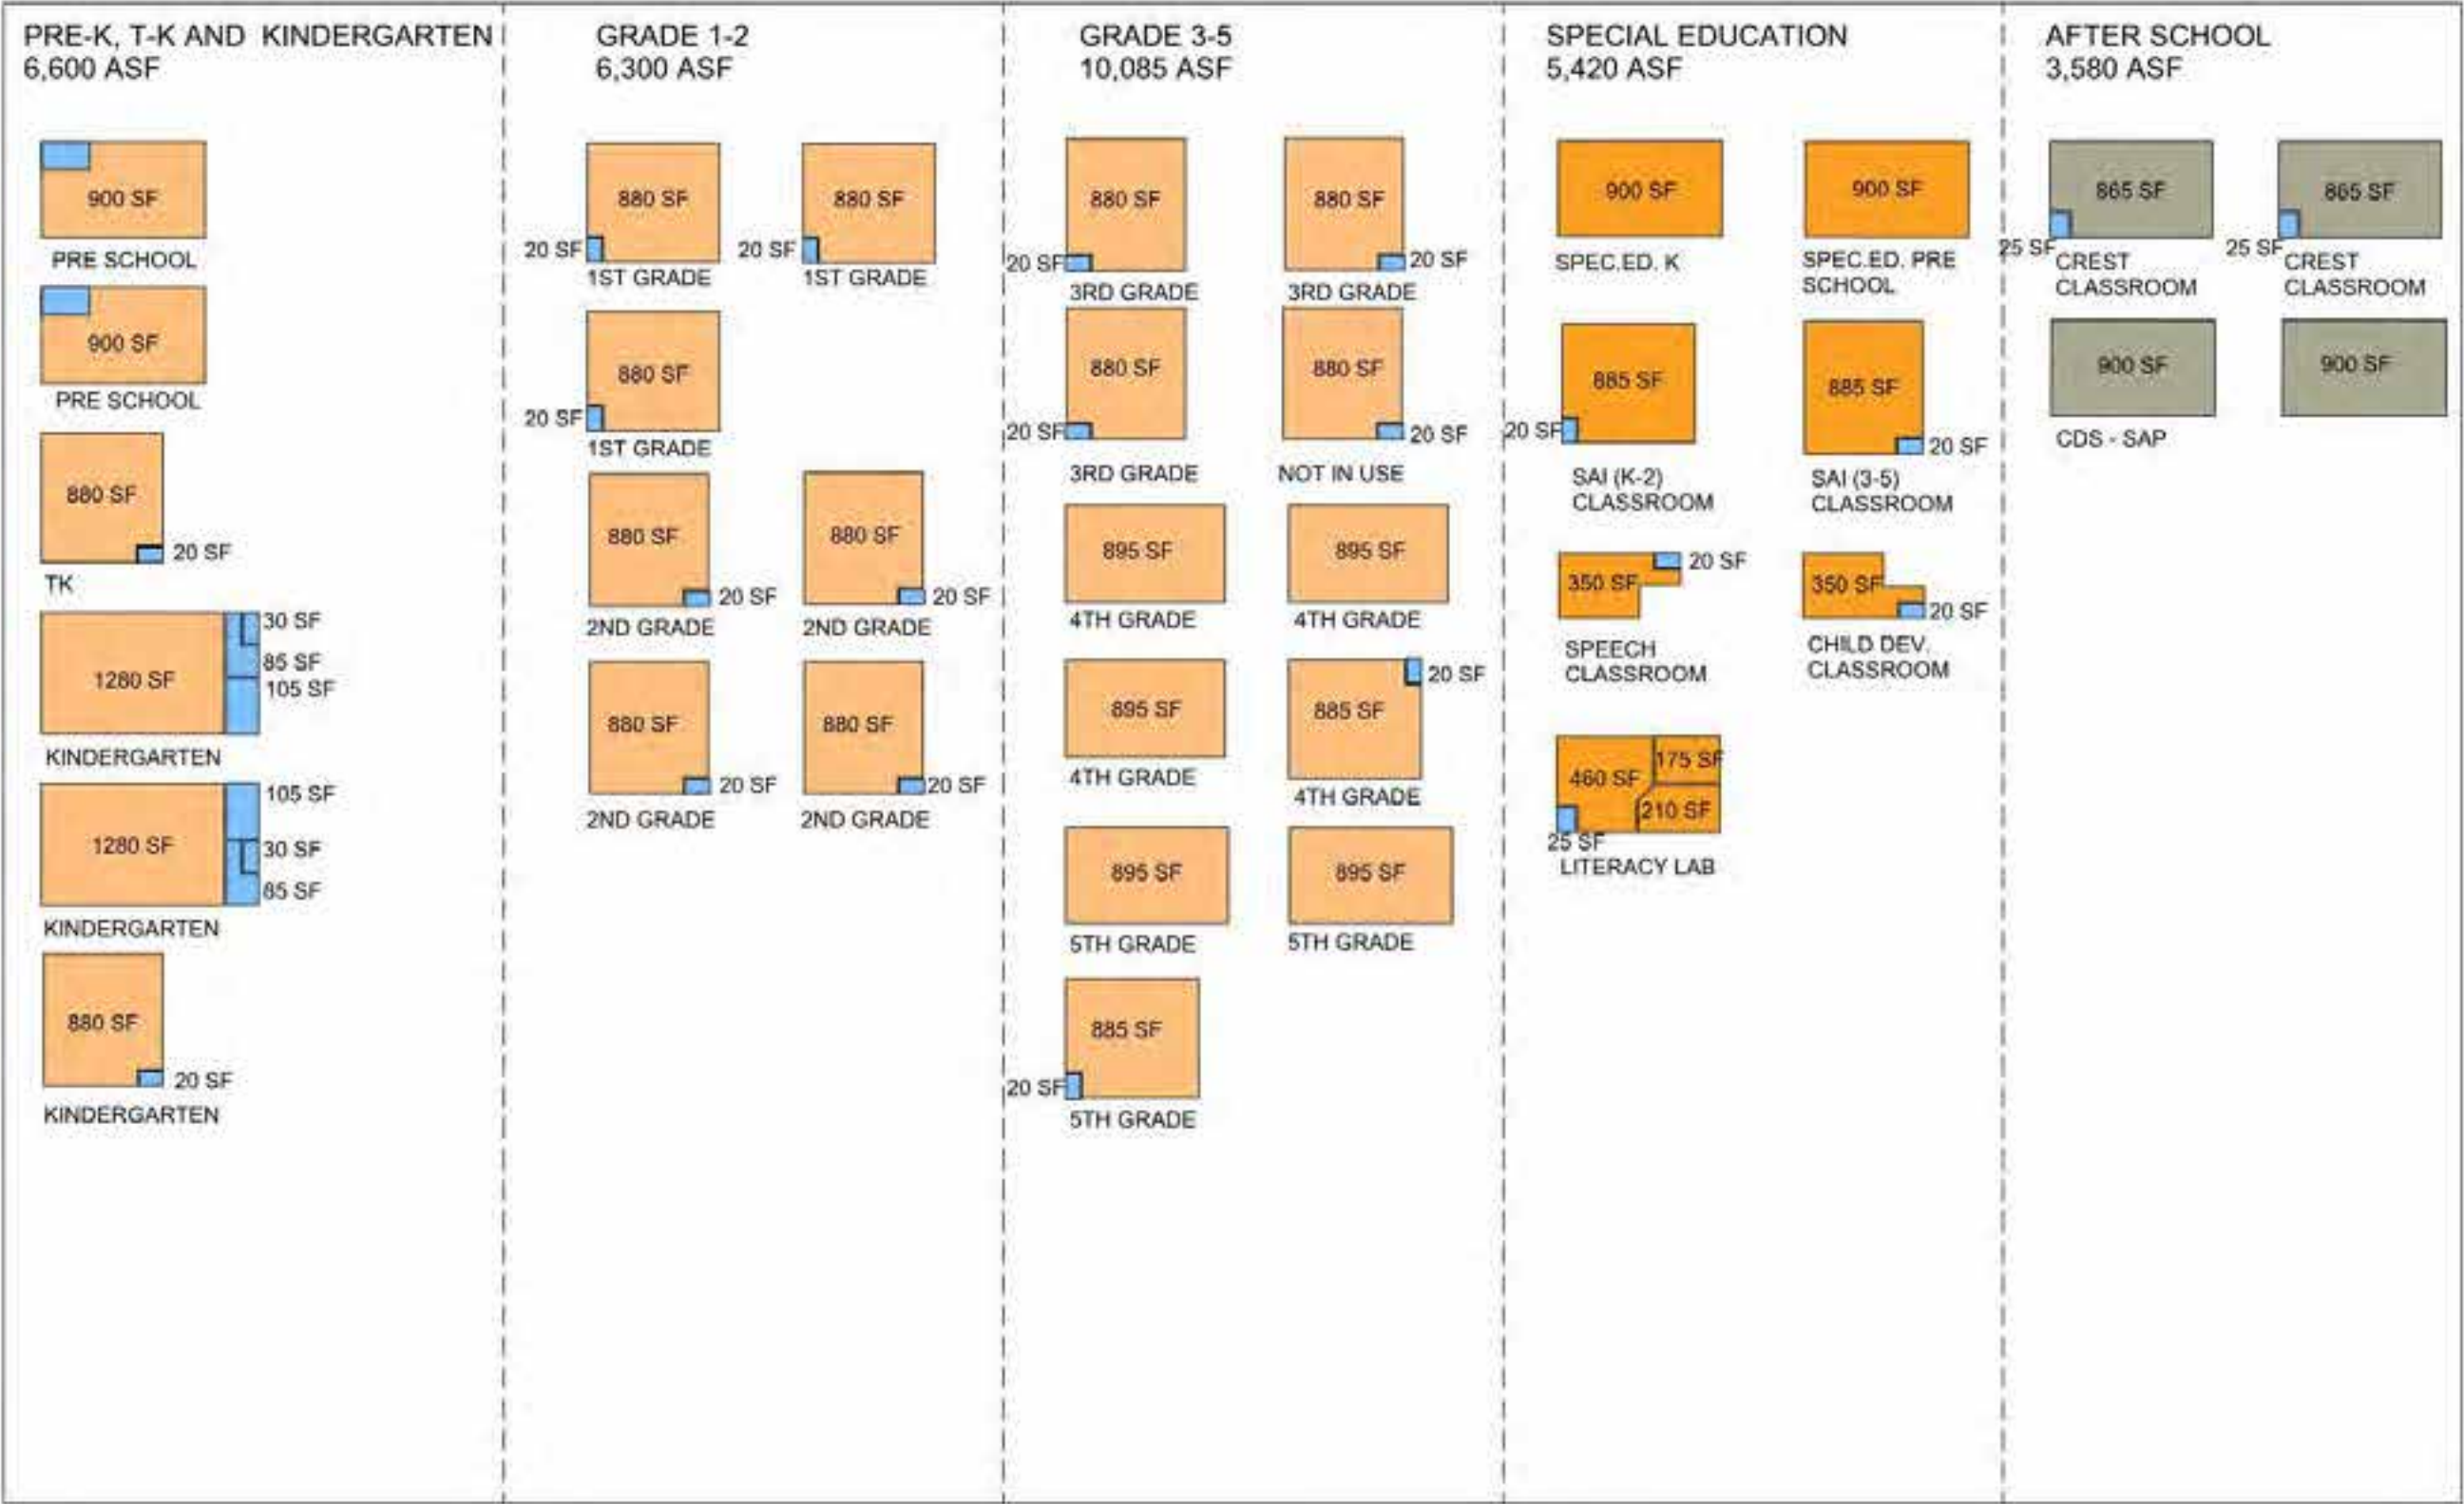 PRE-K, T-K AND KINDERGARTEN
6,600 ASF
900 SF
PRE SCHOOL
900 SF
PRE SCHOOL
880 SF
20 SF
TK
30 SF
85 SF
1280 SF
105 SF
KINDERGARTEN
105 SF
1280 SF
30 SF
85 SF
KINDERGARTEN
880 SF
20 SF
KINDERGARTEN
GRADE 1-2
6,300 ASF
880 SF
880 SF
20 SF
20 SF
1ST GRADE
1ST GRADE
880 SF
20 SF
1ST GRADE
880 SF
880 SF
20 SF
20 SF
2ND GRADE
2ND GRADE
880 SF
880 SF
20 SF
20 SF
2ND GRADE
2ND GRADE
GRADE 3-5
10,085 ASF
880 SF
880 SF
20 SF
20 SF
3RD GRADE
3RD GRADE
880 SF
880 SF
20 SF
20 SF
3RD GRADE
NOT IN USE
895 SF
895 SF
4TH GRADE
4TH GRADE
895 SF
885 SF
20 SF
4TH GRADE
4TH GRADE
895 SF
895 SF
5TH GRADE
5TH GRADE
885 SF
20 SF
5TH GRADE
SPECIAL EDUCATION
5,420 ASF
900 SF
900 SF
SPEC.ED. K
SPEC.ED. PRE
SCHOOL
885 SF
885 SF
20 SF
20 SF
SAI (K-2)
CLASSROOM
SAI (3-5)
CLASSROOM
350 SF
20 SF
350 SF
20 SF
SPEECH
CLASSROOM
CHILD DEV.
CLASSROOM
460 SF
175 SF
210 SF
25 SF
LITERACY LAB
AFTER SCHOOL
3,580 ASF
865 SF
865 SF
25 SF
25 SF
CREST
CLASSROOM
CREST
CLASSROOM
900 SF
900 SF
CDS - SAP